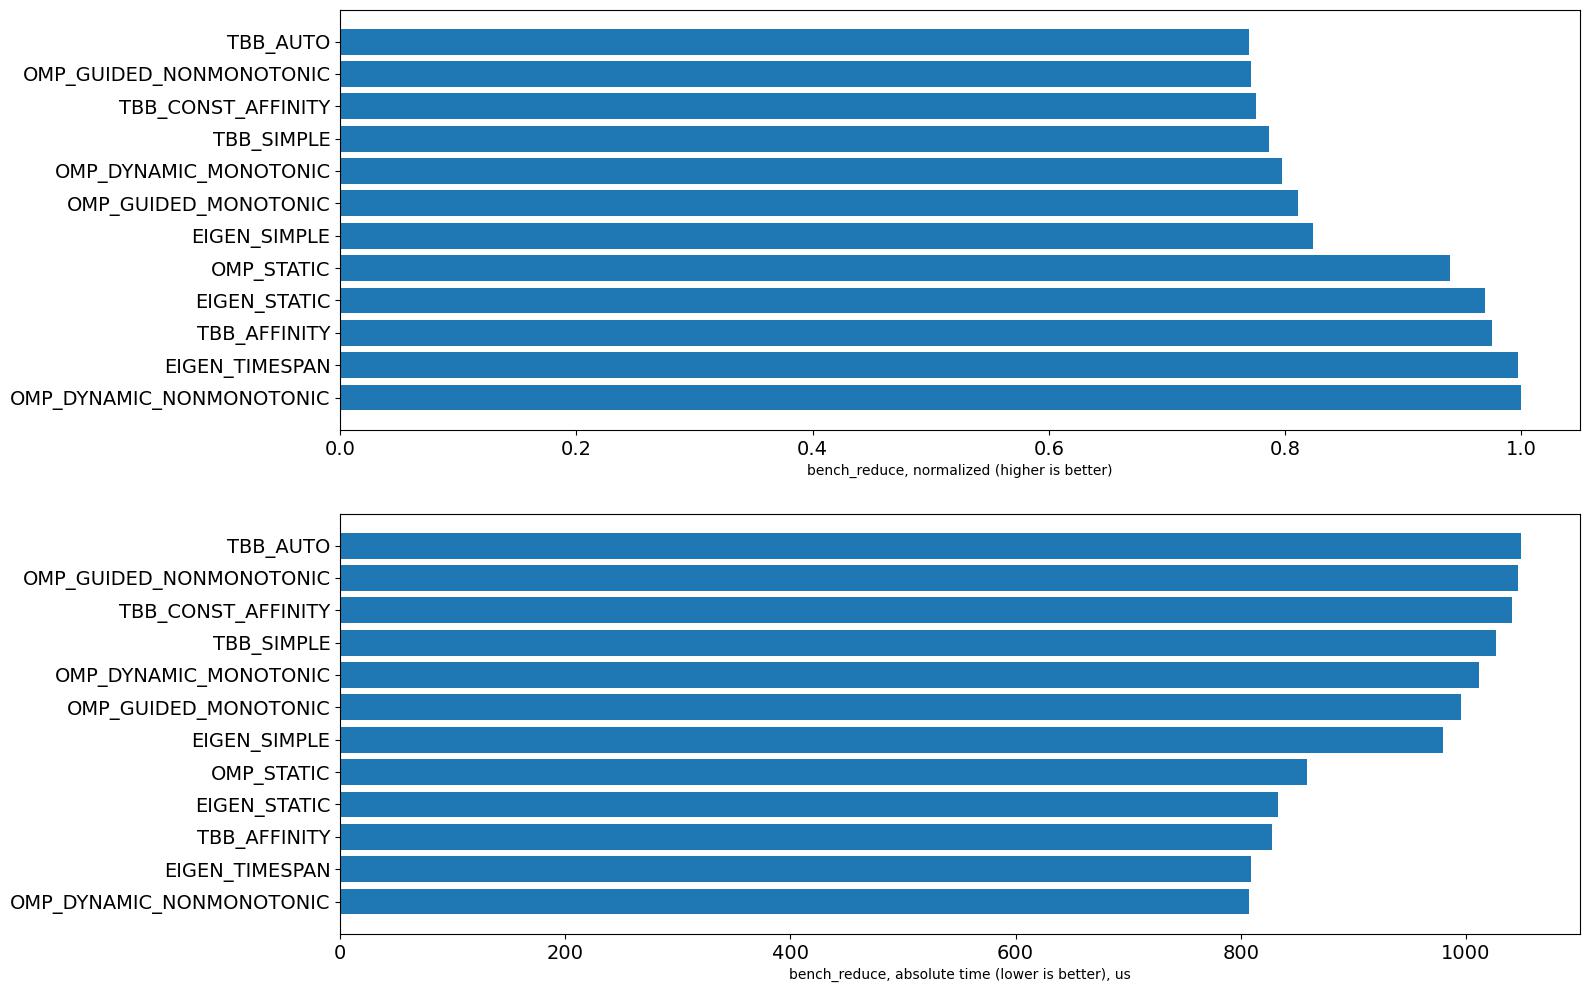 TBB_AUTO
OMP_GUIDED_NONMONOTONIC
TBB_CONST_AFFINITY
TBB_SIMPLE
OMP_DYNAMIC_MONOTONIC
OMP_GUIDED_MONOTONIC
EIGEN_SIMPLE
OMP_STATIC
EIGEN_STATIC
TBB_AFFINITY
EIGEN_TIMESPAN
OMP_DYNAMIC_NONMONOTONIC
0.0 0.2 0.4 0.6 0.8 1.0
bench_reduce, normalized (higher is better)
TBB_AUTO
OMP_GUIDED_NONMONOTONIC
TBB_CONST_AFFINITY
TBB_SIMPLE
OMP_DYNAMIC_MONOTONIC
OMP_GUIDED_MONOTONIC
EIGEN_SIMPLE
OMP_STATIC
EIGEN_STATIC
TBB_AFFINITY
EIGEN_TIMESPAN
OMP_DYNAMIC_NONMONOTONIC
0 200 400 600 800 1000
bench_reduce, absolute time (lower is better), us